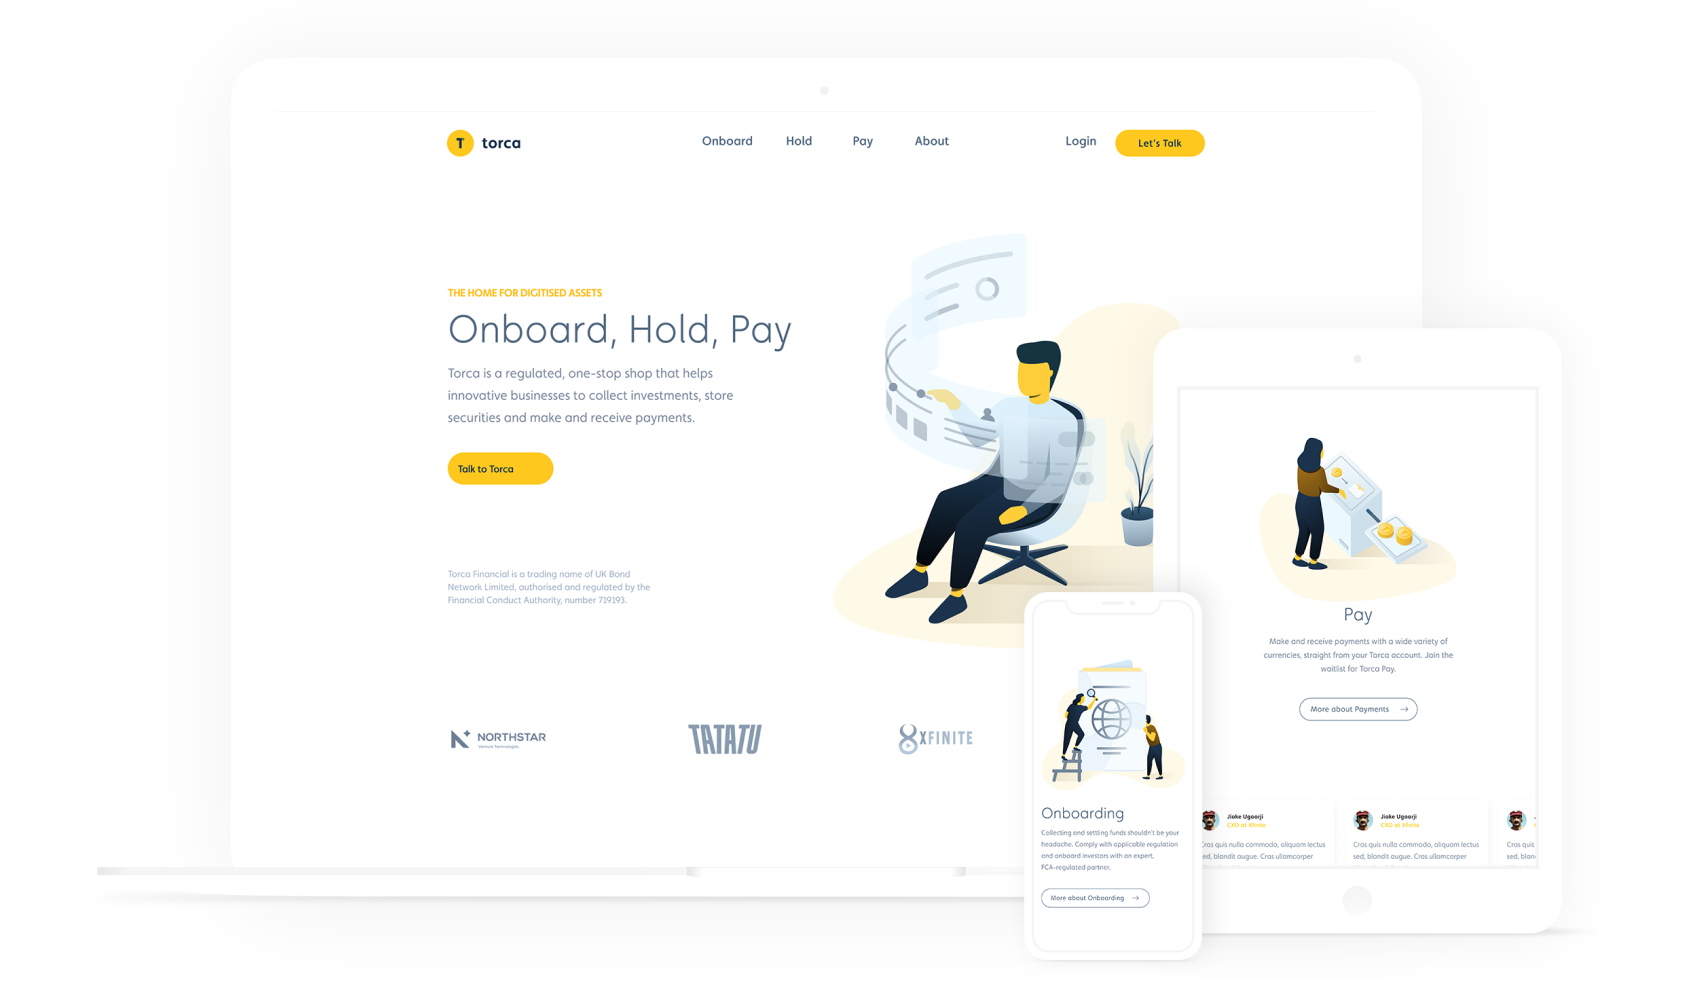 T torca
Onboard Hold Pay About Login Let's Talk
THE HOME FOR DIGITISED ASSETS
Onboard, Hold, Pay
Torca is a regulated, one-stop shop that helps
innovative businesses to collect investments, store
securities and make and receive payments.
Talk to Torca
Torca Financial is a trading name of UK Bond
Network Limited, authorised and regulated by the
Financial Conduct Authority, number 719193.
NORTHSTAR
Venture Technologies
TATATU
XFINITE
Onboarding
Collecting and settling funds shouldn't be your
headache. Comply with applicable regulation
and onboard investors with an expert,
FCA-regulated partner.
More about Onboarding
Pay
Make and receive payments with a wide variety of
currencies, straight from your Torca account. Join the
waitlist for Torca Pay.
More about Payments
Jioke Ugoorji
CXO at Xfinite
Cras quis nulla commodo, aliquam lectus
sed, blandit augue. Cras ullamcorper
Jioke Ugoorji
CXO at Xfinite
Cras quis nulla commodo, aliquam lectus
sed, blandit augue. Cras ullamcorper
Cras quis
sed, blan